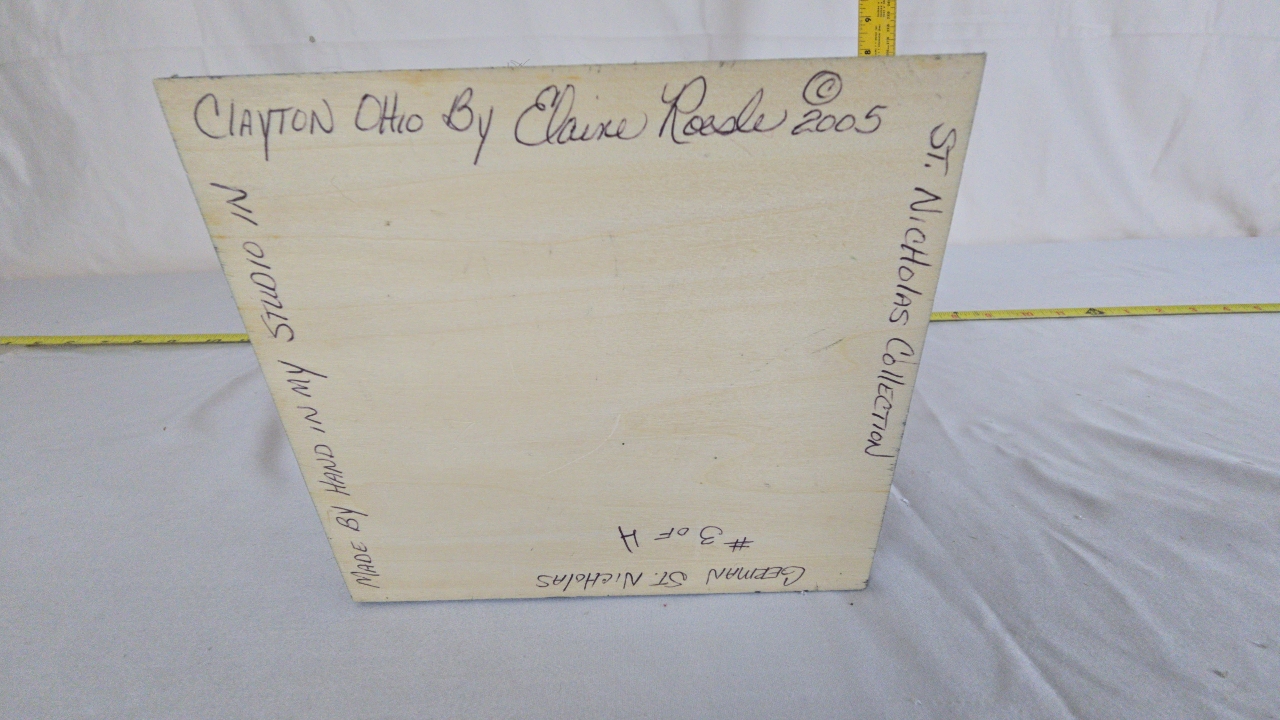 Clayton Ohio By Elaine Roesle © 2005
St. Nicholas Collection
German St. Nicholas
#3 of 4
Made By Hand in my Studio in